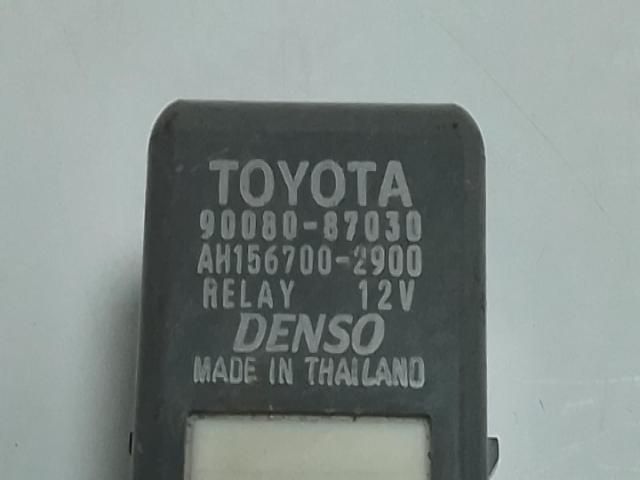 TOYOTA
90080-87030
AH156700-2900
RELAY 12V
DENSO
MADE IN THAILAND